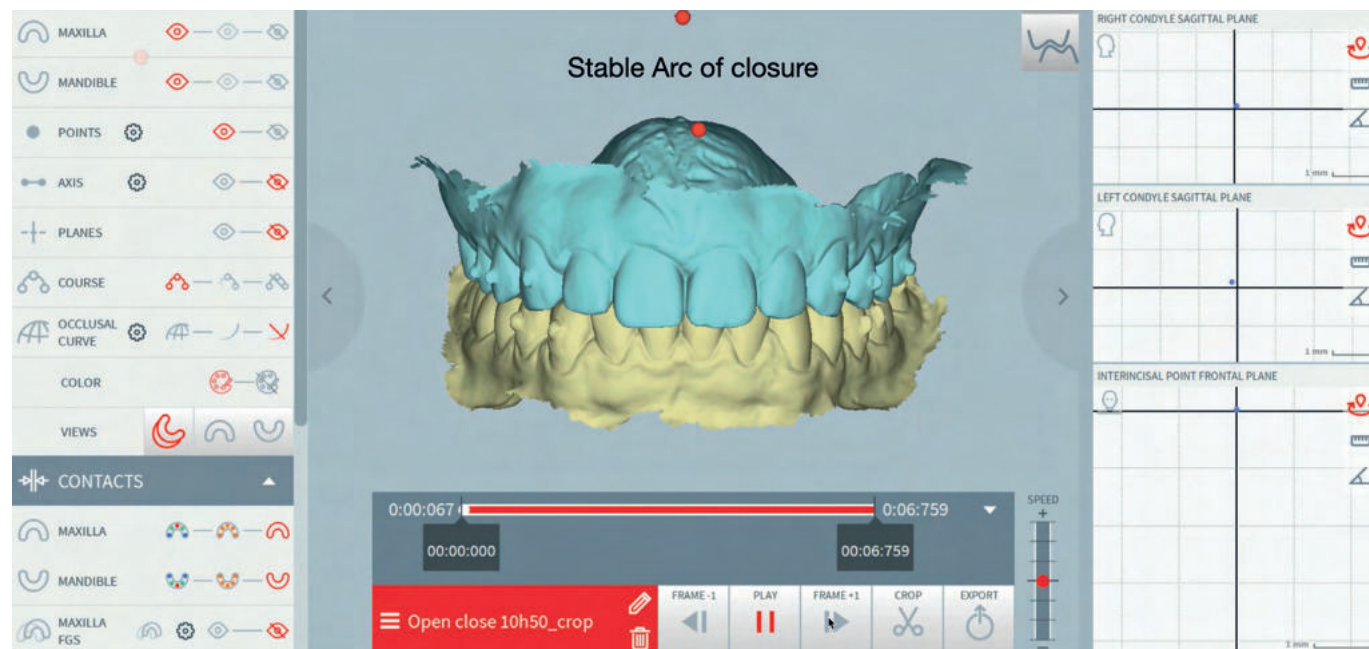 MAXILLA
MANDIBLE
POINTS
AXIS
PLANES
COURSE
OCCLUSAL
CURVE
COLOR
VIEWS
CONTACTS
MAXILLA
MANDIBLE
MAXILLA
FGS
Stable Arc of closure
0:00:067
0:06:759
00:00:000
00:06:759
Open close 10h50_crop
FRAME -1
PLAY
FRAME +1
CROP
EXPORT
SPEED
+
−
RIGHT CONDYLE SAGITTAL PLANE
1 mm
LEFT CONDYLE SAGITTAL PLANE
1 mm
INTERINCISAL POINT FRONTAL PLANE
1 mm